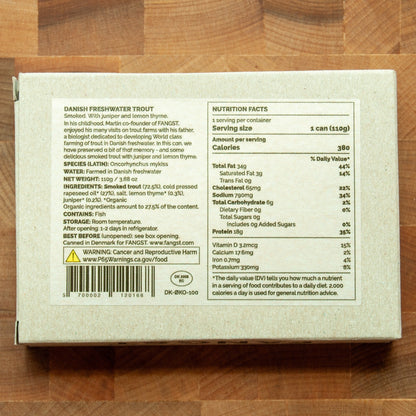 DANISH FRESHWATER TROUT
Smoked. With juniper and lemon thyme.
In his childhood, Martin co-founder of FANGST,
enjoyed his many visits on trout farms with his father,
a biologist dedicated to developing World class
farming of trout in Danish freshwater. In this can, we
have preserved a bit of that memory - and some
delicious smoked trout with juniper and lemon thyme.
SPECIES (LATIN): Oncorhynchus mykiss
WATER: Farmed in Danish freshwater
NET WEIGHT: 110g / 3.88 oz
INGREDIENTS: Smoked trout (72.5%), cold pressed
rapeseed oil* (27%), salt, lemon thyme* (0.3%),
juniper* (0.2%). *Organic
Organic ingredients amount to 27.5% of the content.
CONTAINS: Fish
STORAGE: Room temperature.
After opening: 1-2 days in refrigerator.
BEST BEFORE (unopened): see box opening.
Canned in Denmark for FANGST. www.fangst.com
WARNING: Cancer and Reproductive Harm
www.P65Warnings.ca.gov/food
5 700002 120168
DK
EC
DK-ØKO-100
NUTRITION FACTS
1 serving per container
Serving size 1 can (110g)
Amount per serving
Calories 380
% Daily Value*
Total Fat 34g 44%
Saturated Fat 3g 14%
Trans Fat 0g
Cholesterol 65mg 22%
Sodium 790mg 34%
Total Carbohydrate 6g 2%
Dietary Fiber 0g 0%
Total Sugars 0g
Includes 0g Added Sugars 0%
Protein 18g 35%
Vitamin D 3.2mcg 15%
Calcium 17.6mg 2%
Iron 0.7mg 4%
Potassium 330mg 8%
*The daily value (DV) tells you how much a nutrient
in a serving of food contributes to a daily diet. 2,000
calories a day is used for general nutrition advice.